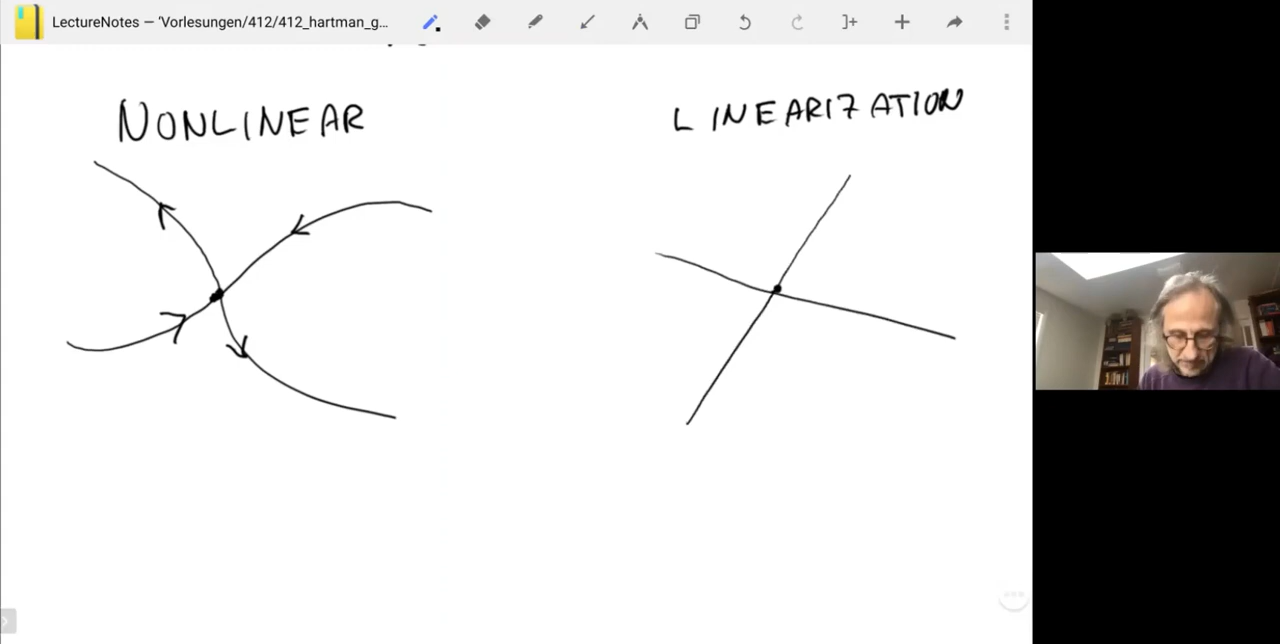 LectureNotes — ‘Vorlesungen/412/412_hartman_g...
NONLINEAR
LINEARIZATION